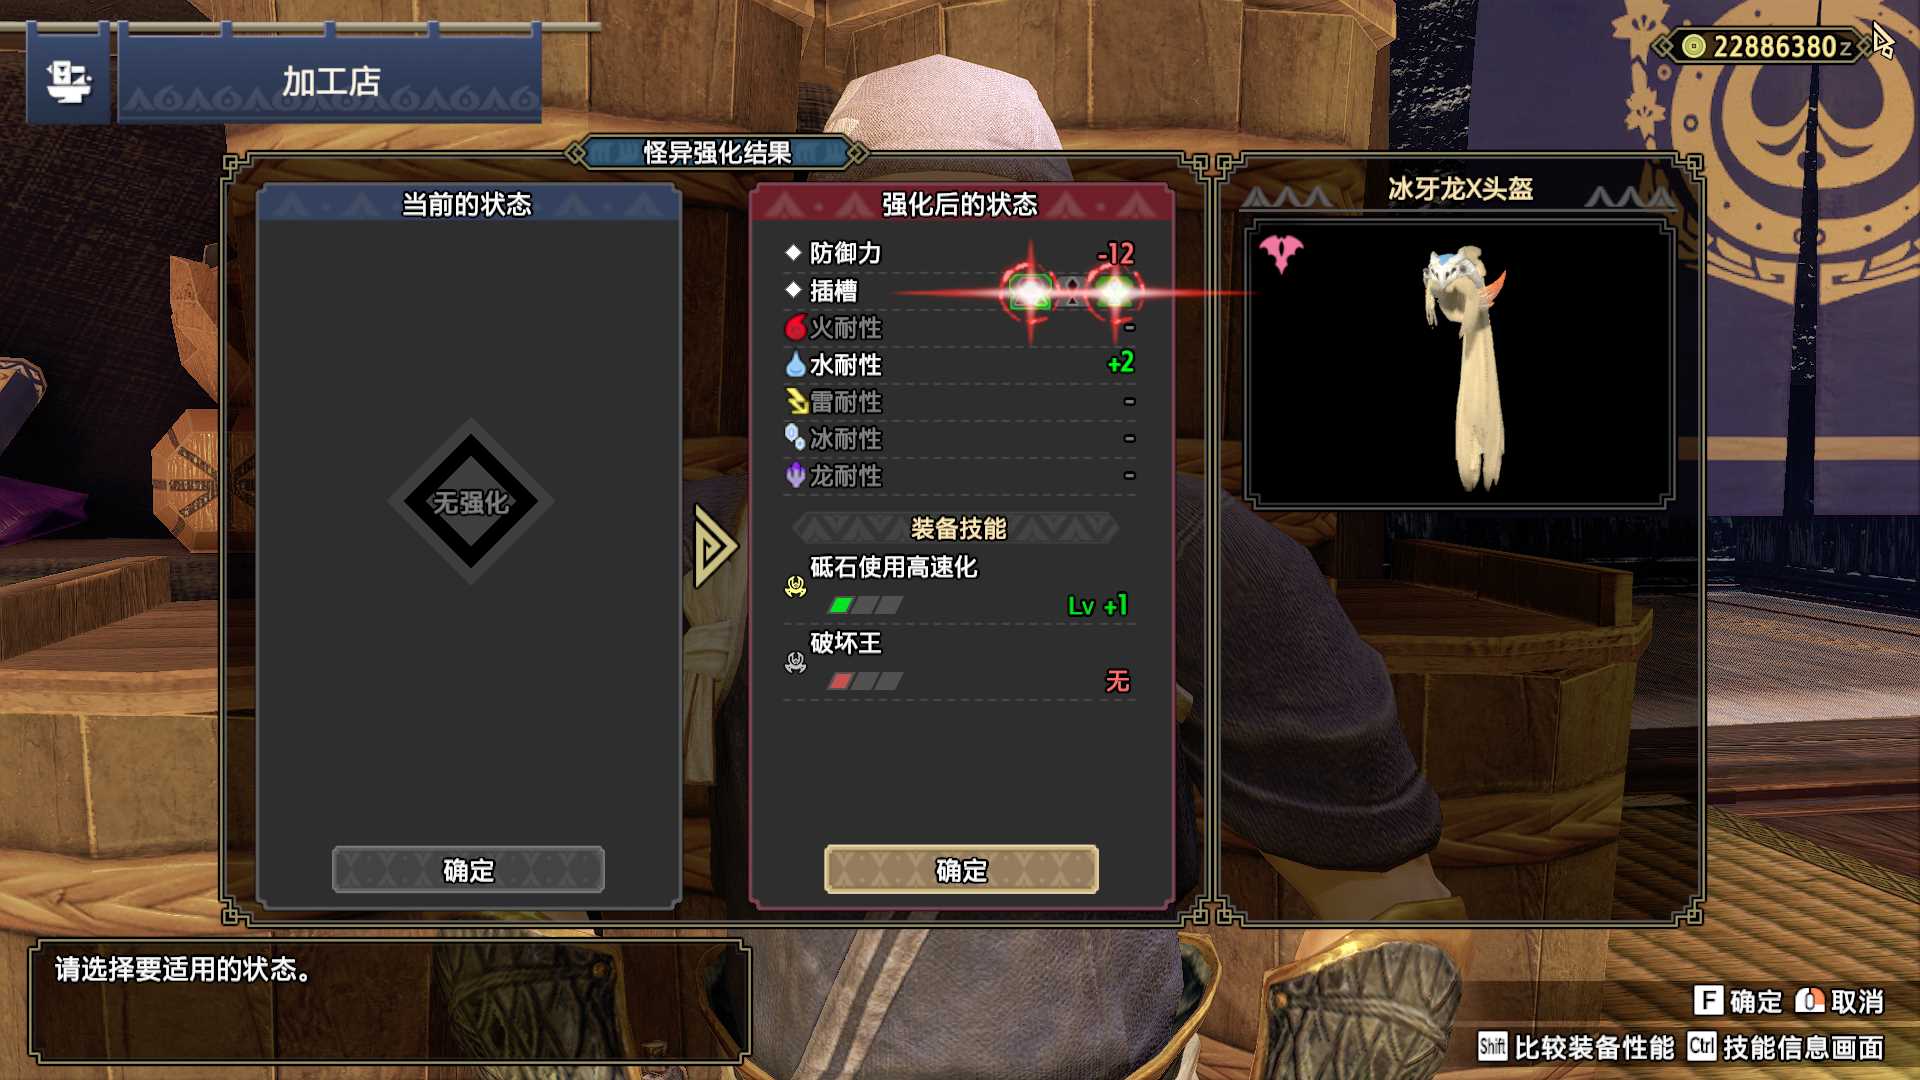 加工店
22886380z
怪异强化结果
当前的状态
无强化
确定
强化后的状态
防御力 -12
插槽
火耐性 -
水耐性 +2
雷耐性 -
冰耐性 -
龙耐性 -
装备技能
砥石使用高速化
Lv +1
破坏王
无
确定
冰牙龙X头盔
请选择要适用的状态。
F 确定 取消
Shift 比较装备性能 Ctrl 技能信息画面